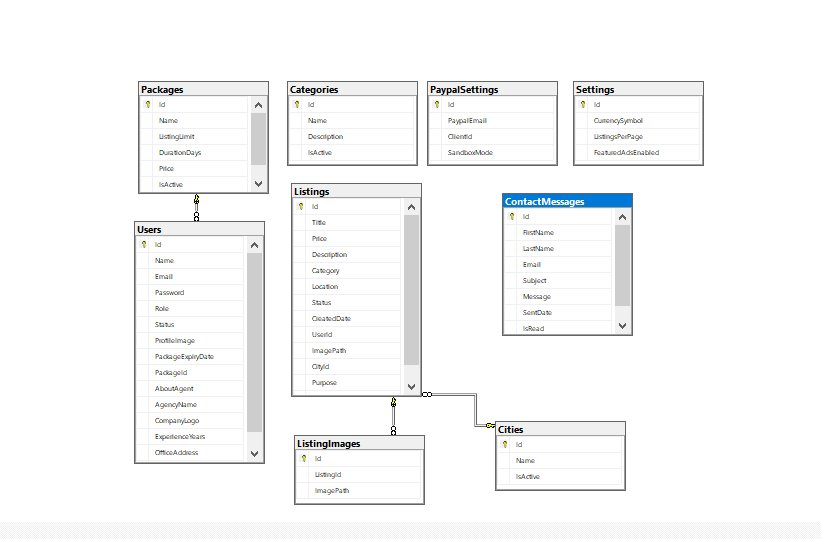 Packages
Id
Name
ListingLimit
DurationDays
Price
IsActive
Categories
Id
Name
Description
IsActive
PaypalSettings
Id
PaypalEmail
ClientId
SandboxMode
Settings
Id
CurrencySymbol
ListingsPerPage
FeaturedAdsEnabled
Users
Id
Name
Email
Password
Role
Status
ProfileImage
PackageExpiryDate
PackageId
AboutAgent
AgencyName
CompanyLogo
ExperienceYears
OfficeAddress
Listings
Id
Title
Price
Description
Category
Location
Status
CreatedDate
UserId
ImagePath
CityId
Purpose
ContactMessages
Id
FirstName
LastName
Email
Subject
Message
SentDate
IsRead
ListingImages
Id
ListingId
ImagePath
Cities
Id
Name
IsActive